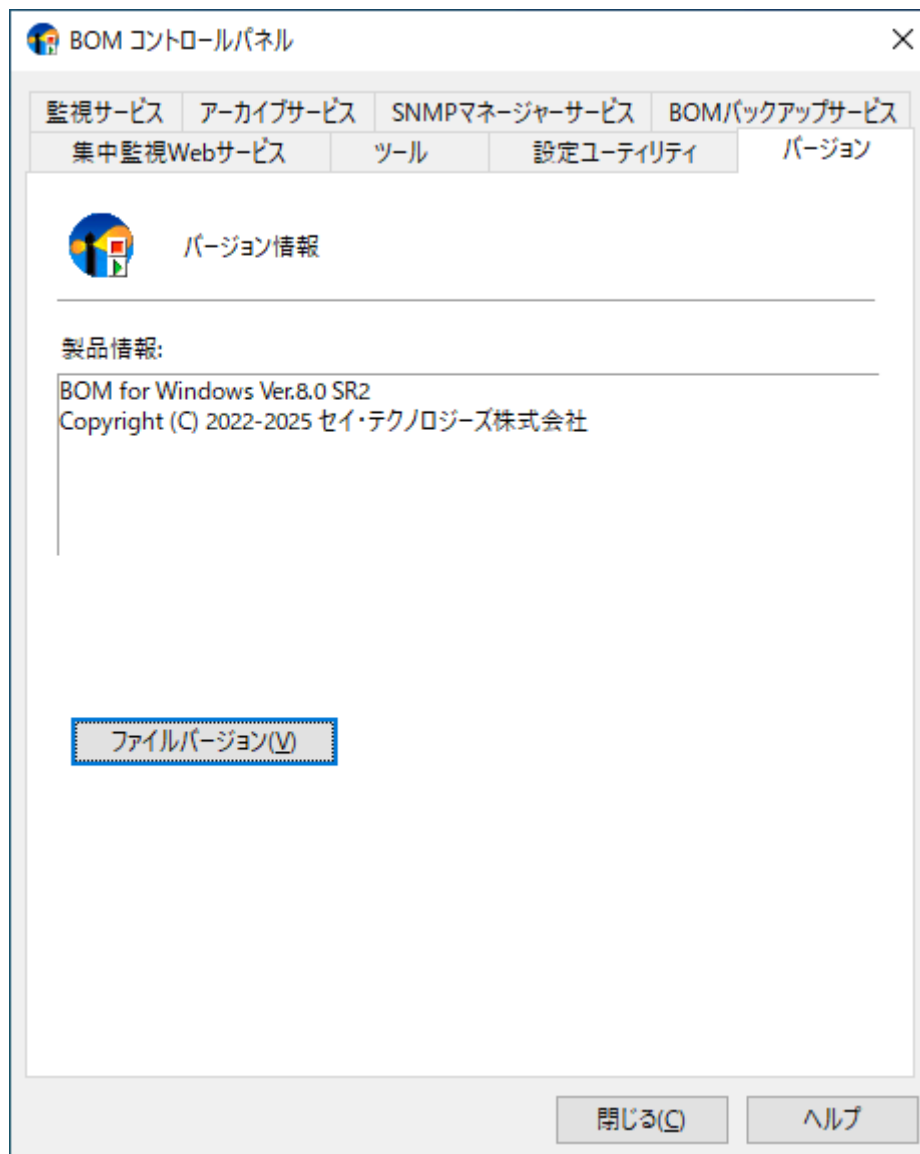 BOM コントロールパネル
監視サービス アーカイブサービス SNMPマネージャーサービス BOMバックアップサービス
集中監視Webサービス ツール 設定ユーティリティ バージョン
バージョン情報
製品情報:
BOM for Windows Ver.8.0 SR2
Copyright (C) 2022-2025 セイ・テクノロジーズ株式会社
ファイルバージョン(V)
閉じる(C) ヘルプ